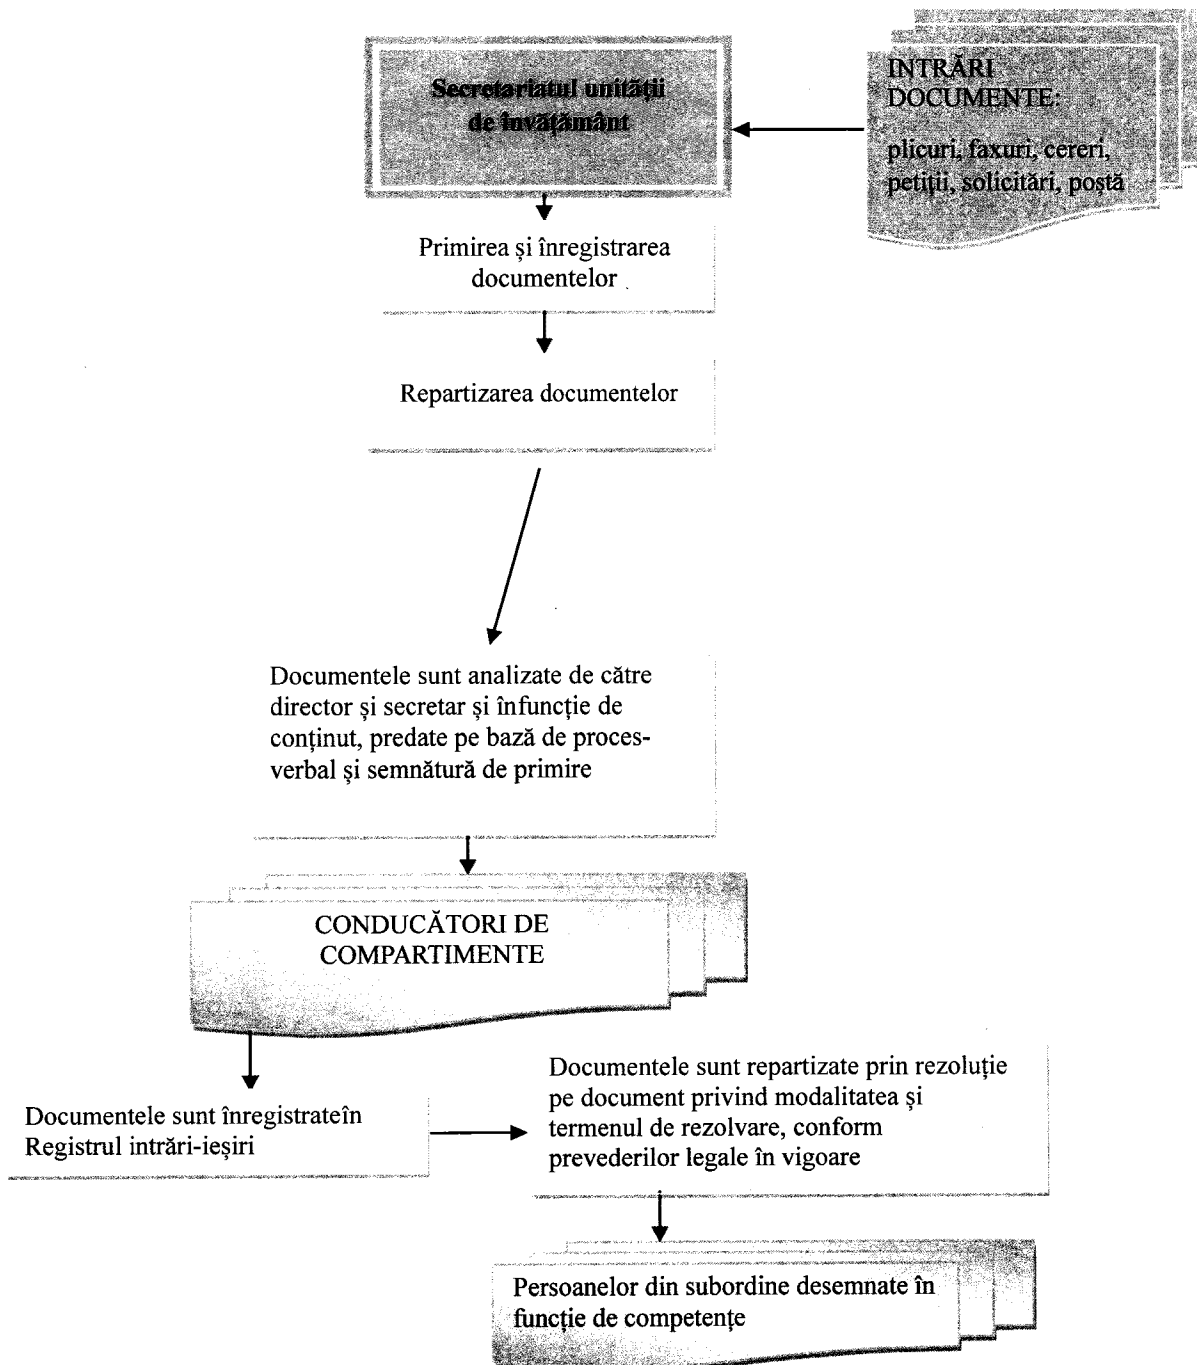 Secretariatul unității
de învățământ
INTRĂRI
DOCUMENTE:
plicuri, faxuri, cereri,
petiții, solicitări, poștă
Primirea și înregistrarea
documentelor
Repartizarea documentelor
Documentele sunt analizate de către
director și secretar și înfuncție de
conținut, predate pe bază de proces-
verbal și semnătură de primire
CONDUCĂTORI DE
COMPARTIMENTE
Documentele sunt înregistrateîn
Registrul intrări-ieșiri
Documentele sunt repartizate prin rezoluție
pe document privind modalitatea și
termenul de rezolvare, conform
prevederilor legale în vigoare
Persoanelor din subordine desemnate în
funcție de competențe